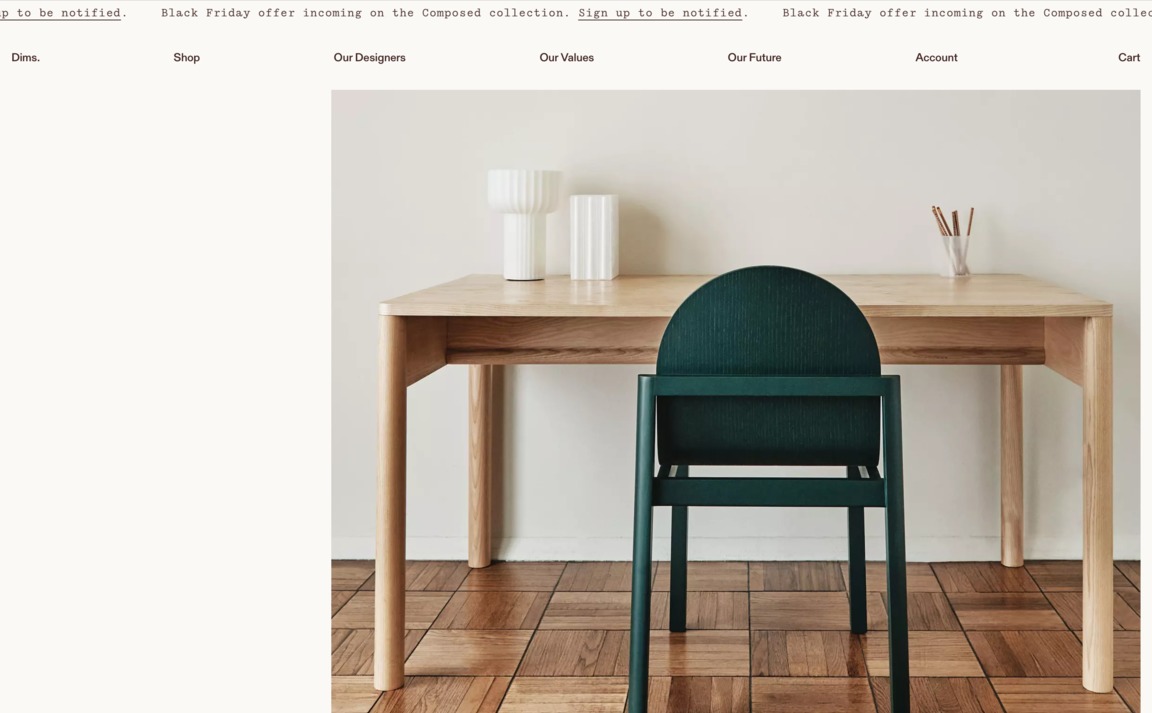 up to be notified. Black Friday offer incoming on the Composed collection. Sign up to be notified. Black Friday offer incoming on the Composed
Dims. Shop Our Designers Our Values Our Future Account Cart